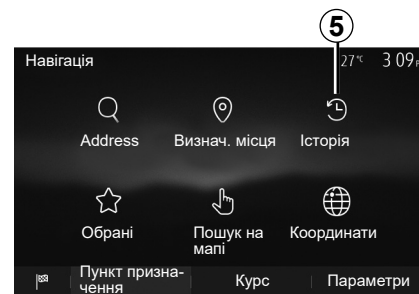 5
Навігація 27°C 3 09
Address Визнач. місця Історія
Обрані Пошук на Координати
мапі
Пункт призна- Курс Параметри
чення